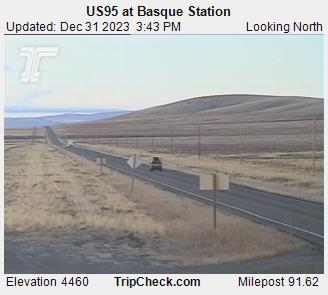 US95 at Basque Station
Updated: Dec 31 2023 3:43 PM Looking North
Elevation 4460 TripCheck.com Milepost 91.62